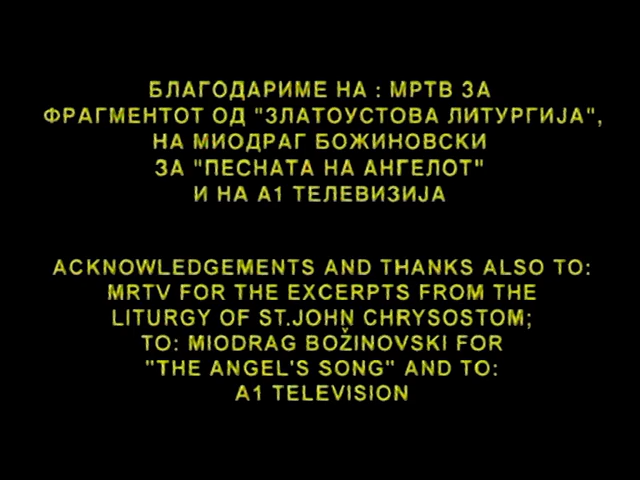 БЛАГОДАРИМЕ НА : МРТВ ЗА
ФРАГМЕНТОТ ОД "ЗЛАТОУСТОВА ЛИТУРГИЈА",
НА МИОДРАГ БОЖИНОВСКИ
ЗА "ПЕСНАТА НА АНГЕЛОТ"
И НА А1 ТЕЛЕВИЗИЈА
ACKNOWLEDGEMENTS AND THANKS ALSO TO:
MRTV FOR THE EXCERPTS FROM THE
LITURGY OF ST.JOHN CHRYSOSTOM;
TO: MIODRAG BOŽINOVSKI FOR
"THE ANGEL'S SONG" AND TO:
A1 TELEVISION